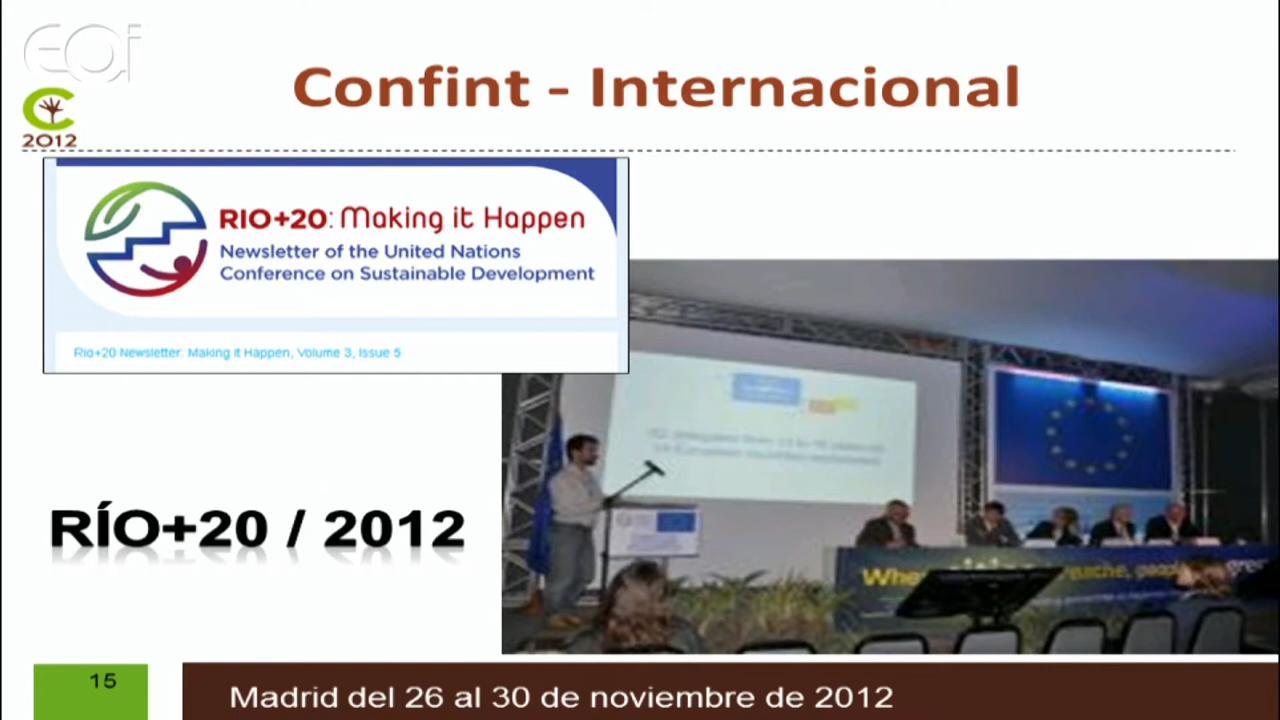 eoi
C
2012
Confint - Internacional
RIO+20: Making it Happen
Newsletter of the United Nations
Conference on Sustainable Development
Rio+20 Newsletter: Making it Happen, Volume 3, Issue 5
RÍO+20 / 2012
15
Madrid del 26 al 30 de noviembre de 2012